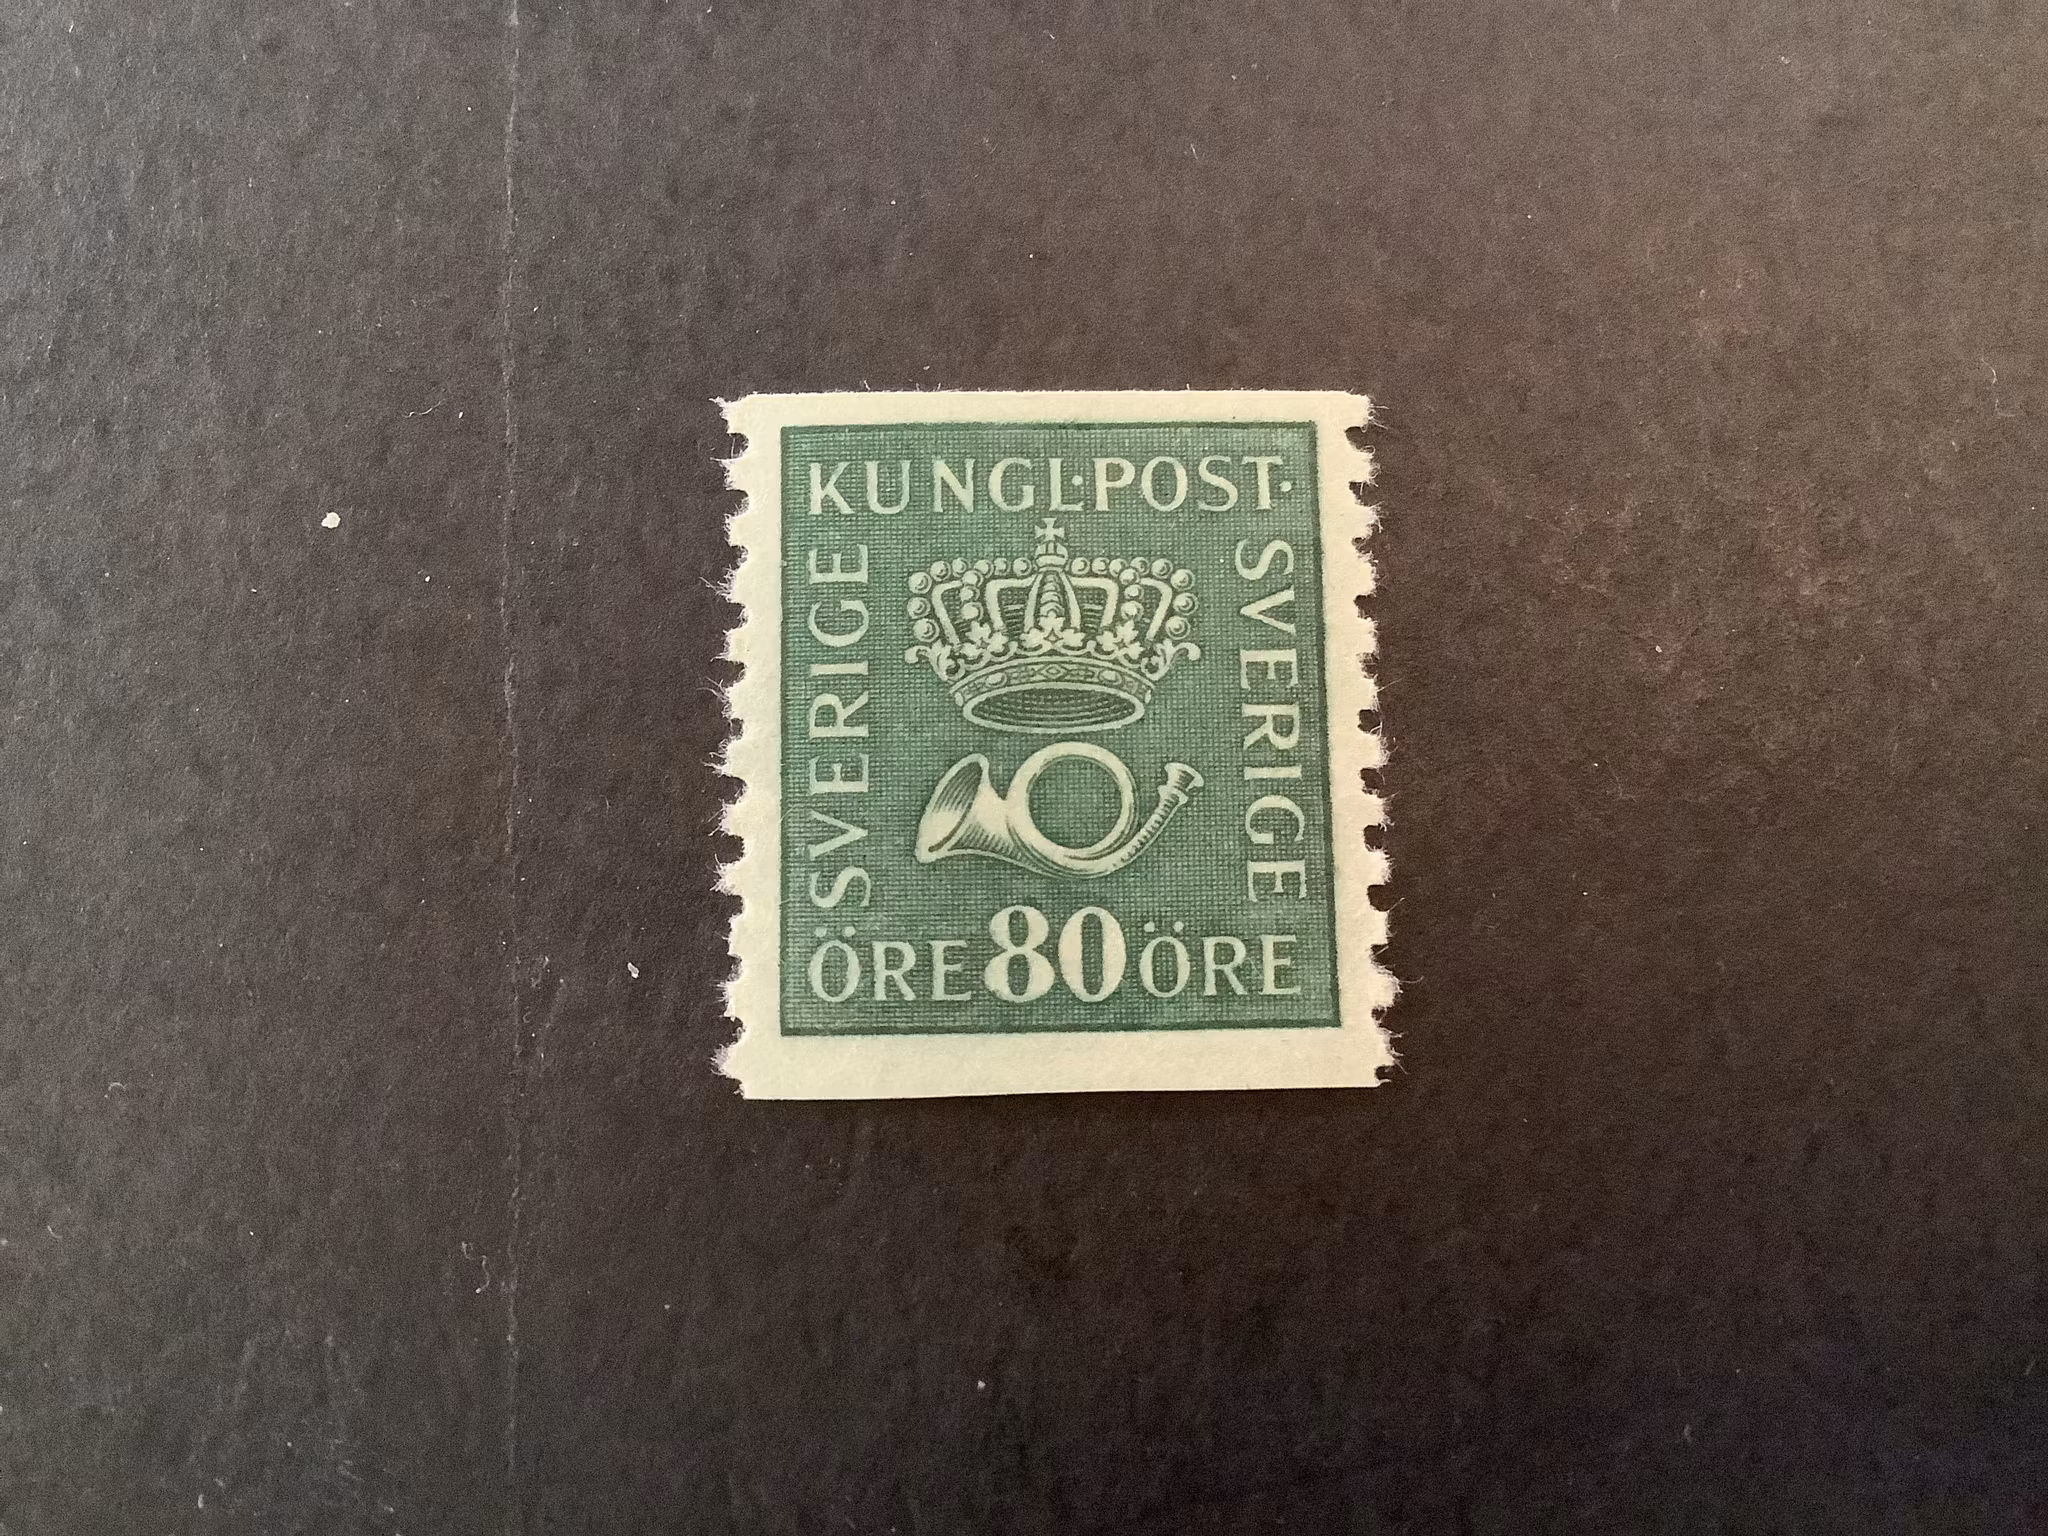 KUNGL·POST·
SVERIGE
SVERIGE
ÖRE 80 ÖRE